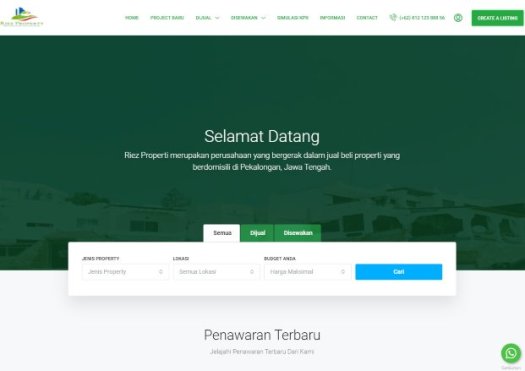 RIEZ PROPERTY
HOME PROJECT BARU DIJUAL DISEWAKAN SIMULASI KPR INFORMASI CONTACT (+62) 812 123 888 66 CREATE A LISTING
Selamat Datang
Riez Properti merupakan perusahaan yang bergerak dalam jual beli properti yang
berdomisili di Pekalongan, Jawa Tengah.
Semua Dijual Disewakan
JENIS PROPERTY LOKASI BUDGET ANDA
Jenis Property Semua Lokasi Harga Maksimal Cari
Penawaran Terbaru
Jelajahi Penawaran Terbaru Dari Kami